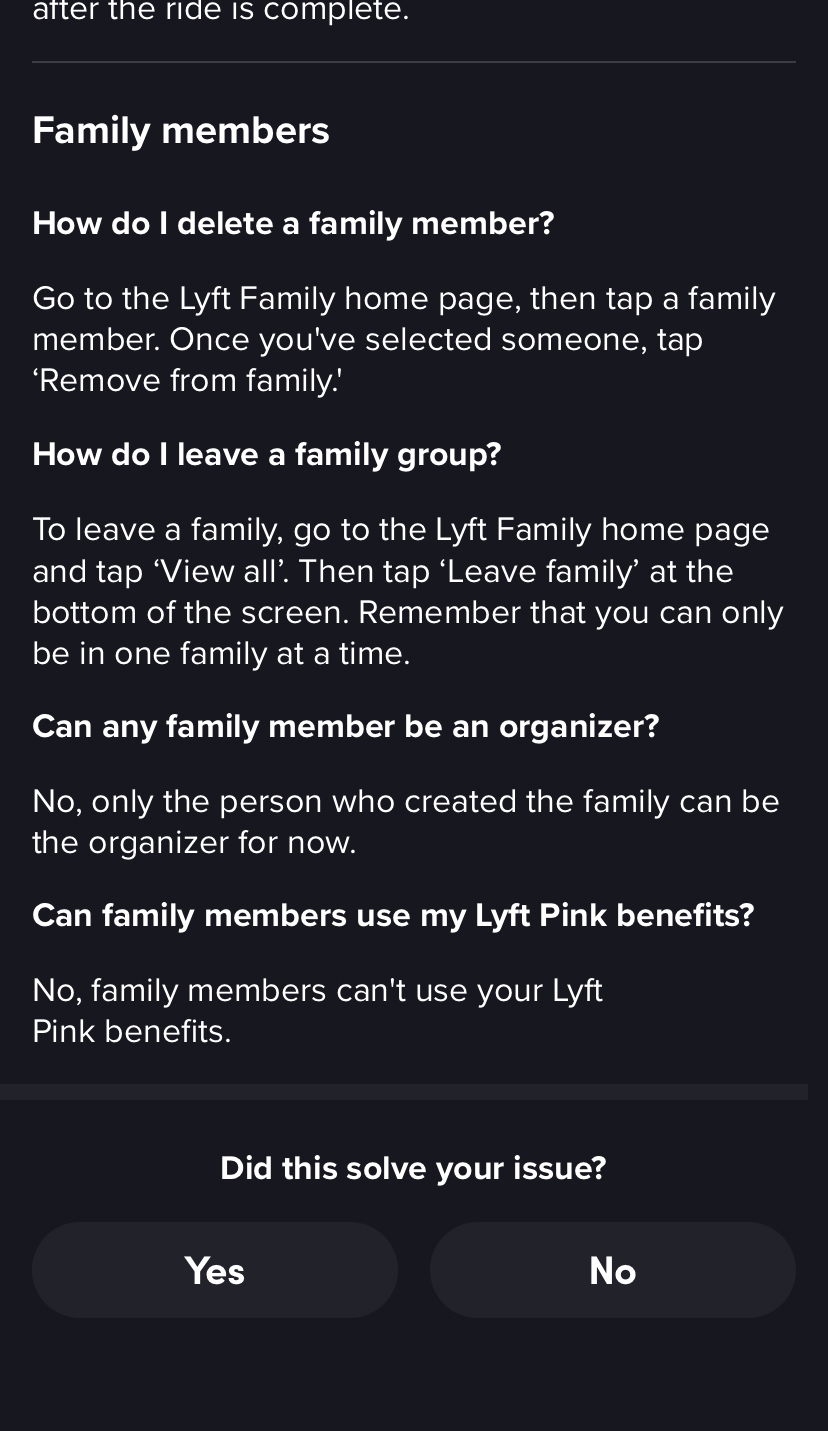 after the ride is complete.
Family members
How do I delete a family member?
Go to the Lyft Family home page, then tap a family
member. Once you've selected someone, tap
‘Remove from family.'
How do I leave a family group?
To leave a family, go to the Lyft Family home page
and tap ‘View all’. Then tap ‘Leave family’ at the
bottom of the screen. Remember that you can only
be in one family at a time.
Can any family member be an organizer?
No, only the person who created the family can be
the organizer for now.
Can family members use my Lyft Pink benefits?
No, family members can't use your Lyft
Pink benefits.
Did this solve your issue?
Yes
No